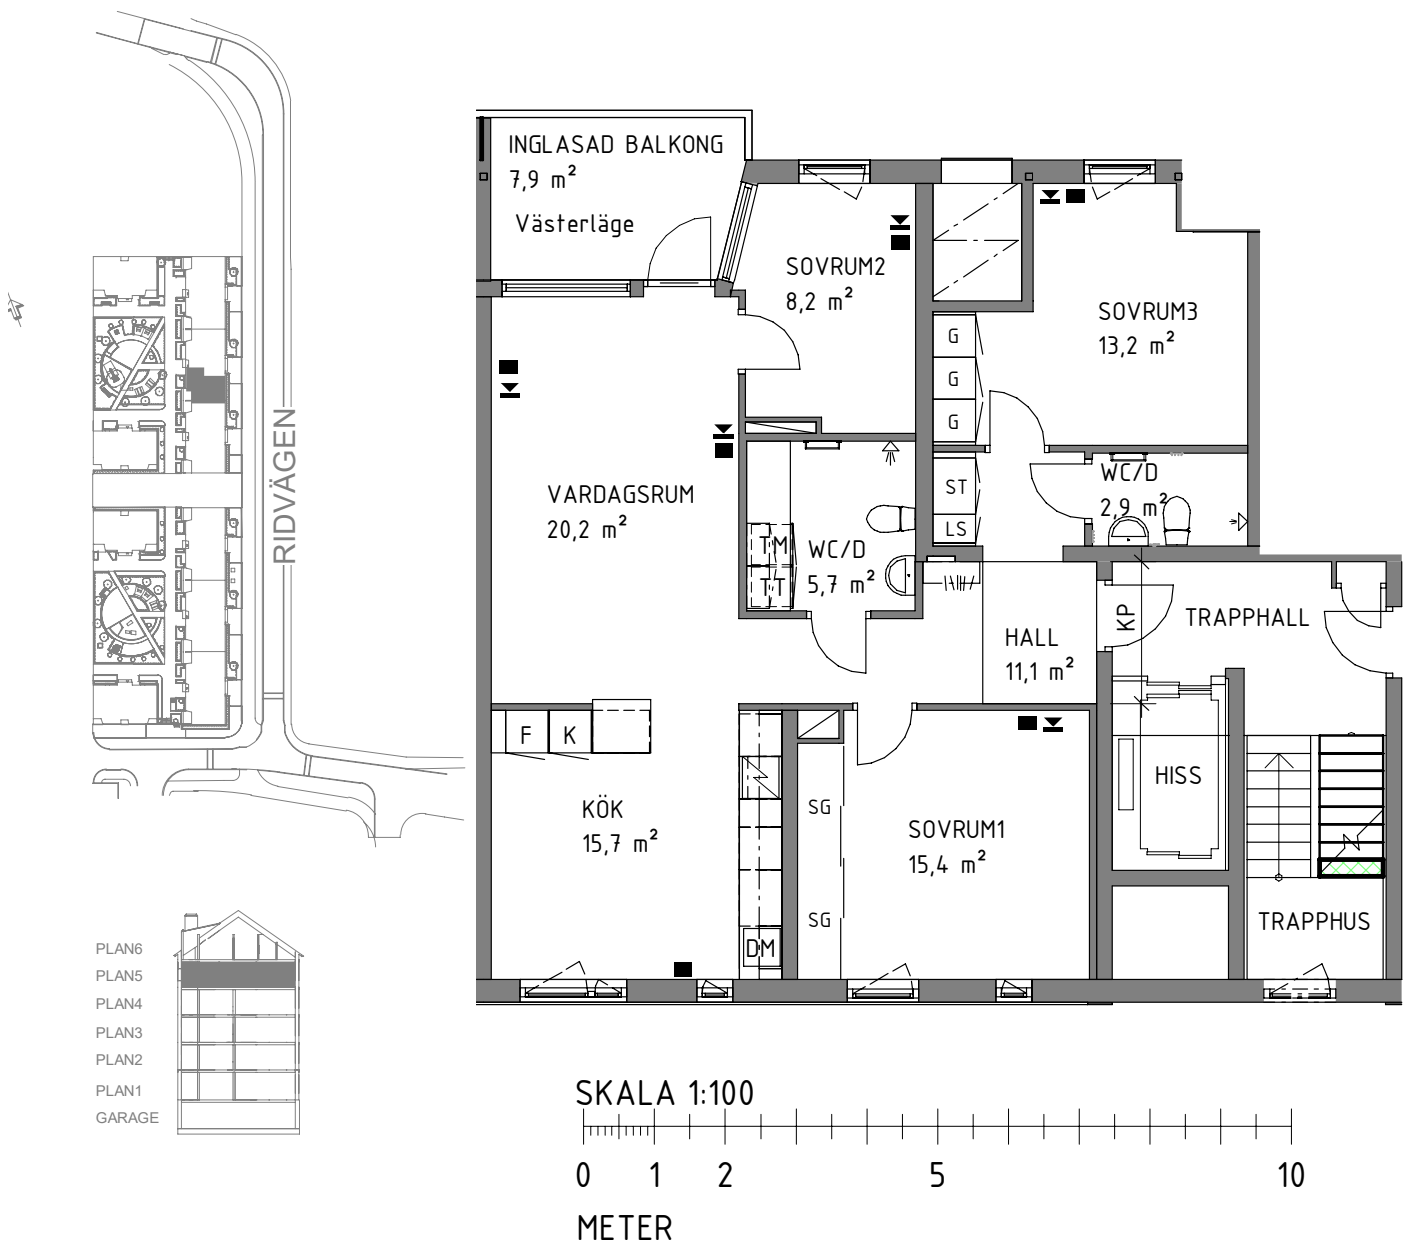 RIDVÄGEN
INGLASAD BALKONG
7,9 m²
Västerläge
SOVRUM2
8,2 m²
SOVRUM3
13,2 m²
G
G
G
ST
LS
WC/D
2,9 m²
VARDAGSRUM
20,2 m²
TM
TT
WC/D
5,7 m²
HALL
11,1 m²
KP
TRAPPHALL
F
K
KÖK
15,7 m²
DM
SG
SG
SOVRUM1
15,4 m²
HISS
TRAPPHUS
PLAN6
PLAN5
PLAN4
PLAN3
PLAN2
PLAN1
GARAGE
SKALA 1:100
0 1 2 5 10
METER